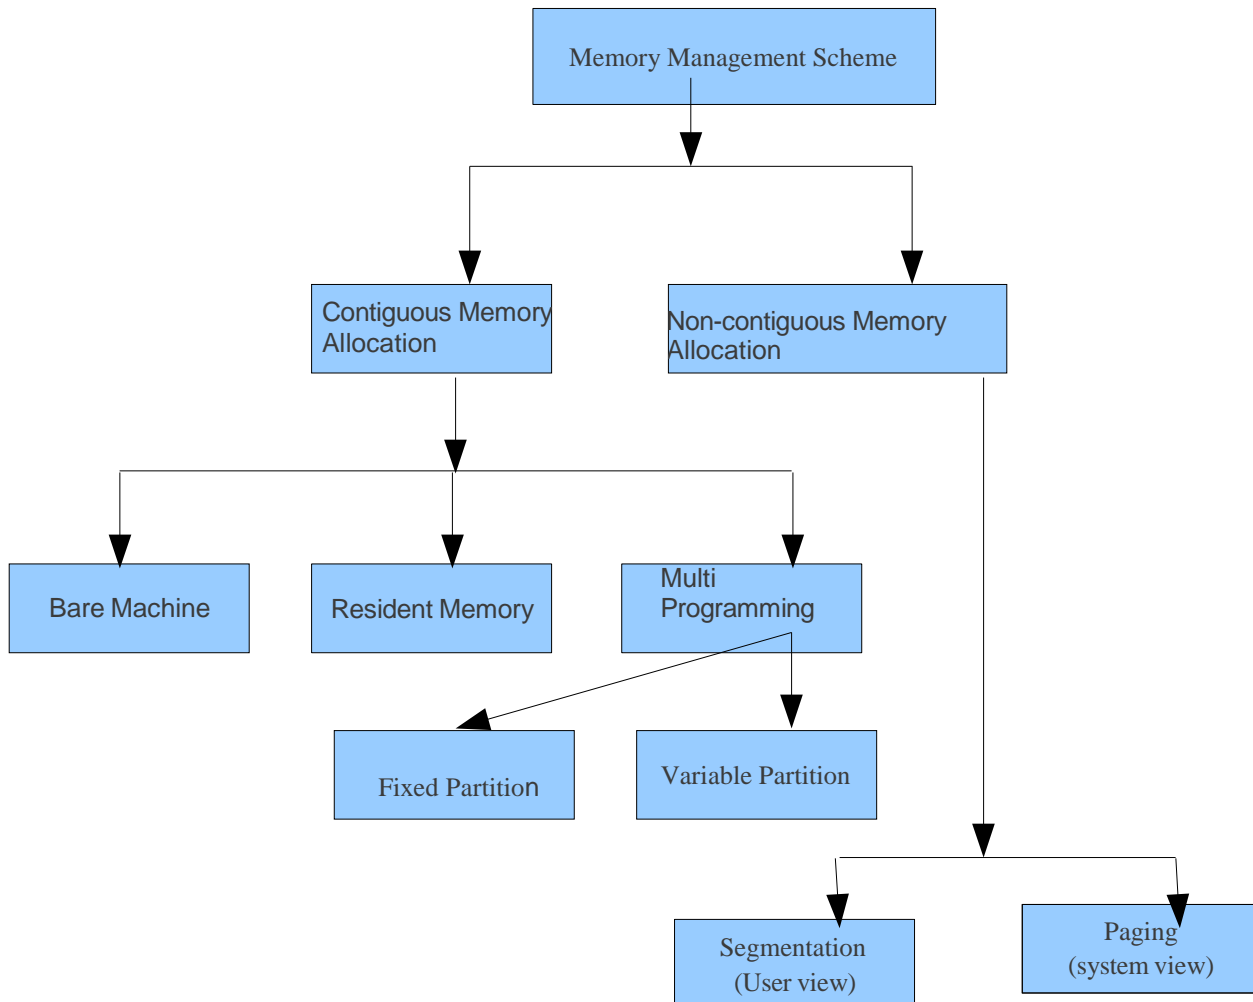 Memory Management Scheme
Contiguous Memory
Allocation
Non-contiguous Memory
Allocation
Bare Machine
Resident Memory
Multi
Programming
Fixed Partition
Variable Partition
Segmentation
(User view)
Paging
(system view)